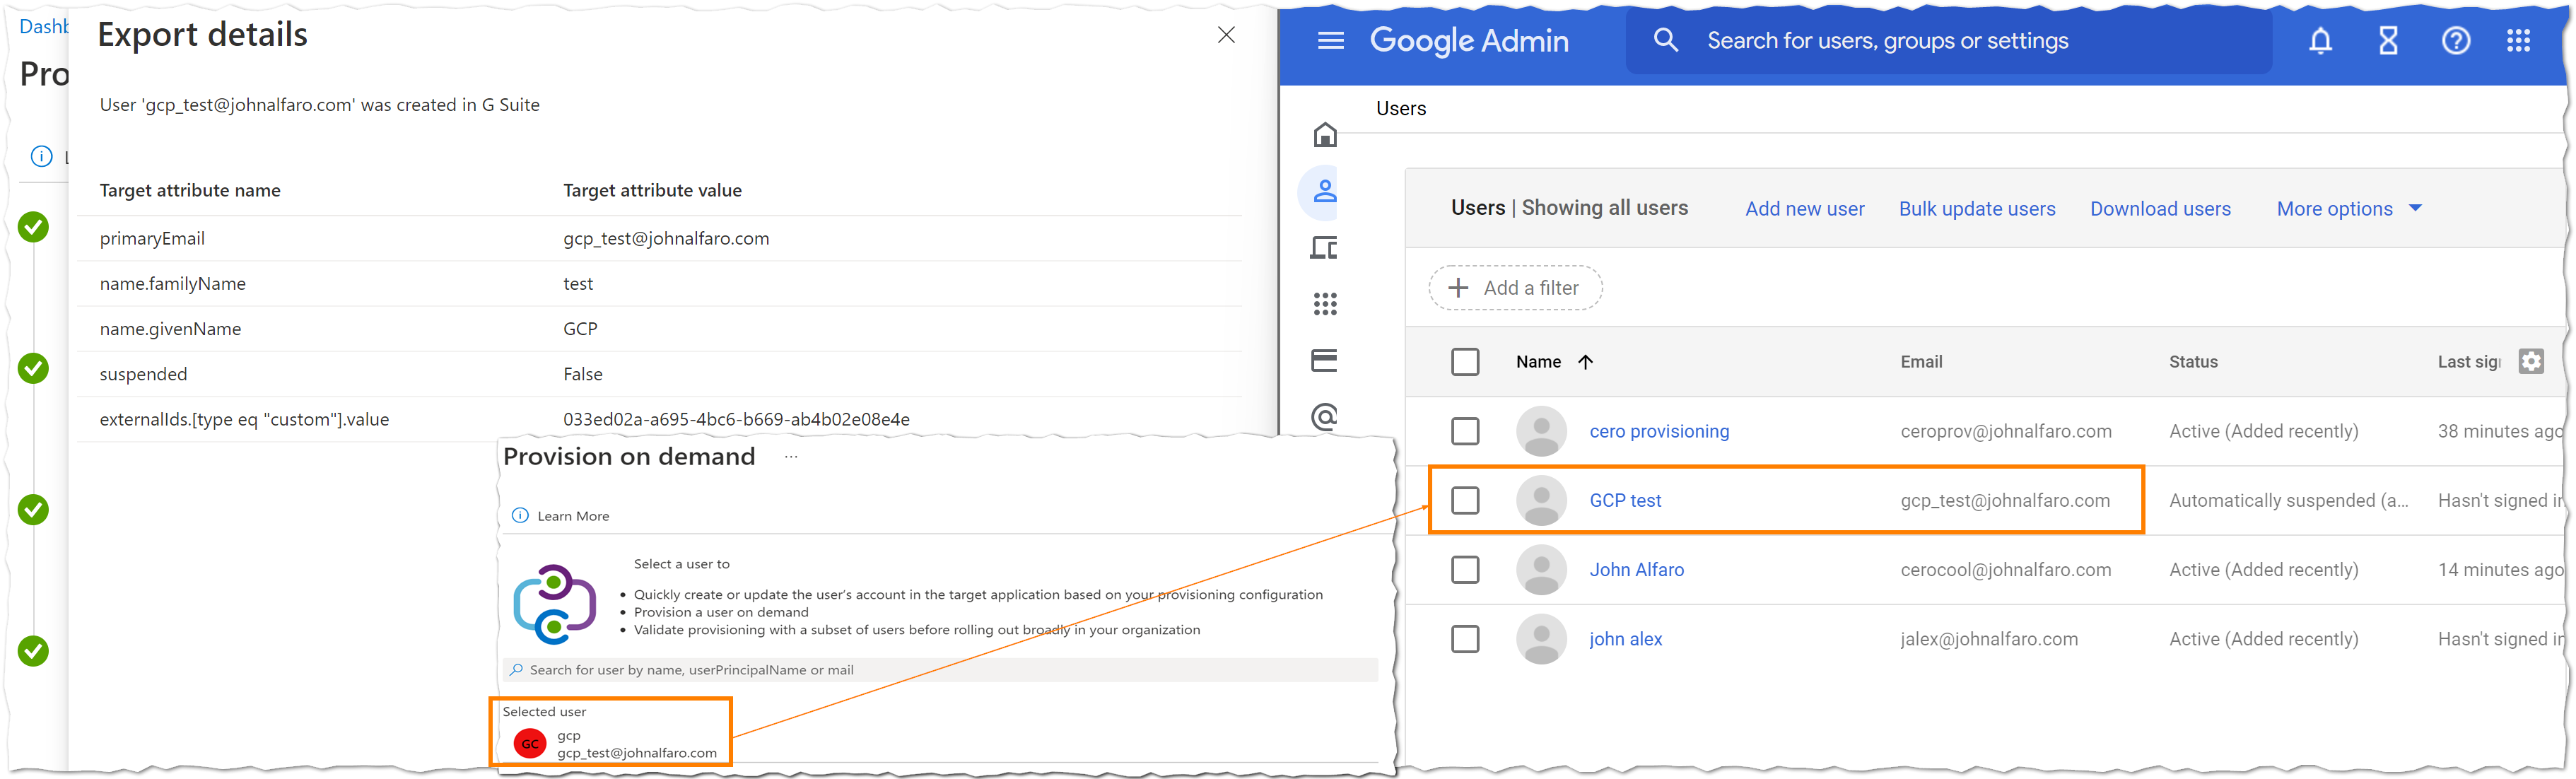 Dashb
Pro
Export details
User 'gcp_test@johnalfaro.com' was created in G Suite
Target attribute name Target attribute value
primaryEmail gcp_test@johnalfaro.com
name.familyName test
name.givenName GCP
suspended False
externalIds.[type eq "custom"].value 033ed02a-a695-4bc6-b669-ab4b02e08e4e
Provision on demand ...
Learn More
Select a user to
• Quickly create or update the user's account in the target application based on your provisioning configuration
• Provision a user on demand
• Validate provisioning with a subset of users before rolling out broadly in your organization
Search for user by name, userPrincipalName or mail
Selected user
GC
gcp
gcp_test@johnalfaro.com
Google Admin
Search for users, groups or settings
Users
Users | Showing all users Add new user Bulk update users Download users More options
Add a filter
Name Email Status Last sig
cero provisioning ceroprov@johnalfaro.com Active (Added recently) 38 minutes ago
GCP test gcp_test@johnalfaro.com Automatically suspended (a... Hasn't signed in
John Alfaro cerocool@johnalfaro.com Active (Added recently) 14 minutes ago
john alex jalex@johnalfaro.com Active (Added recently) Hasn't signed in